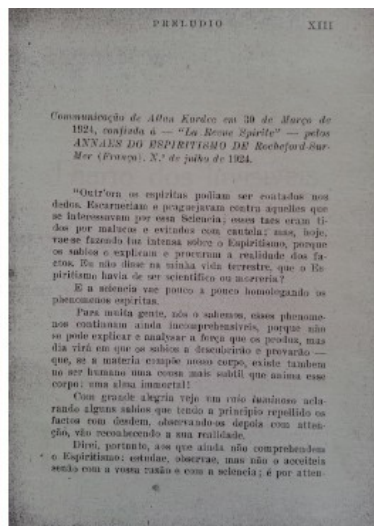 PRELUDIO XIII
Communicação de Allan Kardec em 30 de Março de
1924, confiada á — "La Revue Spirite" — pelos
ANNAES DO ESPIRITISMO DE Rocheford-Sur-
Mer (França). N.º de julho de 1924.
"Outr'ora os espiritas podiam ser contados nos
dedos. Escarneciam e praguejavam contra aquelles que
se interessavam por essa Sciencia; esses taes eram ti-
dos por malucos e evitados com cautela; mas, hoje,
vae-se fazendo luz intensa sobre o Espiritismo, porque
os sabios o explicam e procuram a realidade dos fa-
ctos. Eu não disse na minha vida terrestre, que o Es-
piritismo havia de ser scientifico ou morreria?
E a sciencia vae pouco a pouco homologando os
phenomenos espiritas.
Para muita gente, nós o sabemos, esses phenome-
nos continuam ainda incomprehensiveis, porque não
se pode explicar e analysar a força que os produz, mas
dia virá em que os sabios a descobrirão e provarão —
que, se a materia compõe nosso corpo, existe tambem
no ser humano uma cousa mais subtil que anima esse
corpo: uma alma immortal!
Com grande alegria vejo um raio luminoso acla-
rando alguns sabios que tendo a principio repellido os
factos com desdem, observando-os depois com atten-
ção, vão reconhecendo a sua realidade.
Direi, portanto, aos que ainda não comprehendem
o Espiritismo: estudae, observae, mas não o acceiteis
senão com a vossa razão e com a sciencia; é por atten-